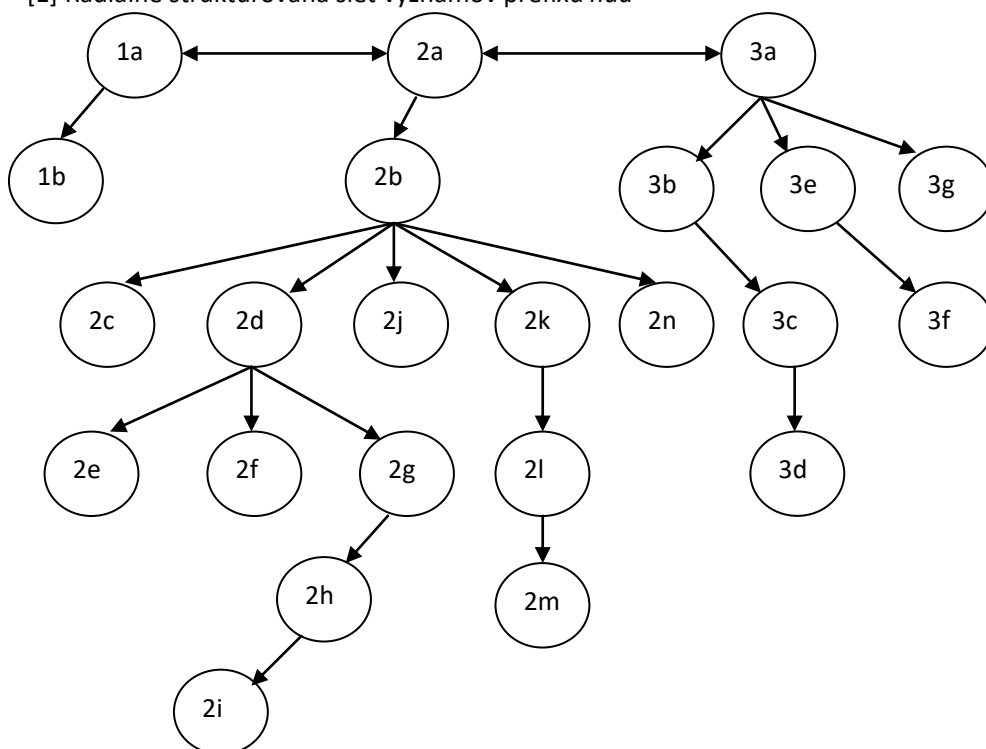 [1] Radiálne štruktúrovaná sieť významov prefixu nad-
1a 2a 3a
1b 2b 3b 3e 3g
2c 2d 2j 2k 2n 3c 3f
2e 2f 2g 2l 3d
2h 2m
2i